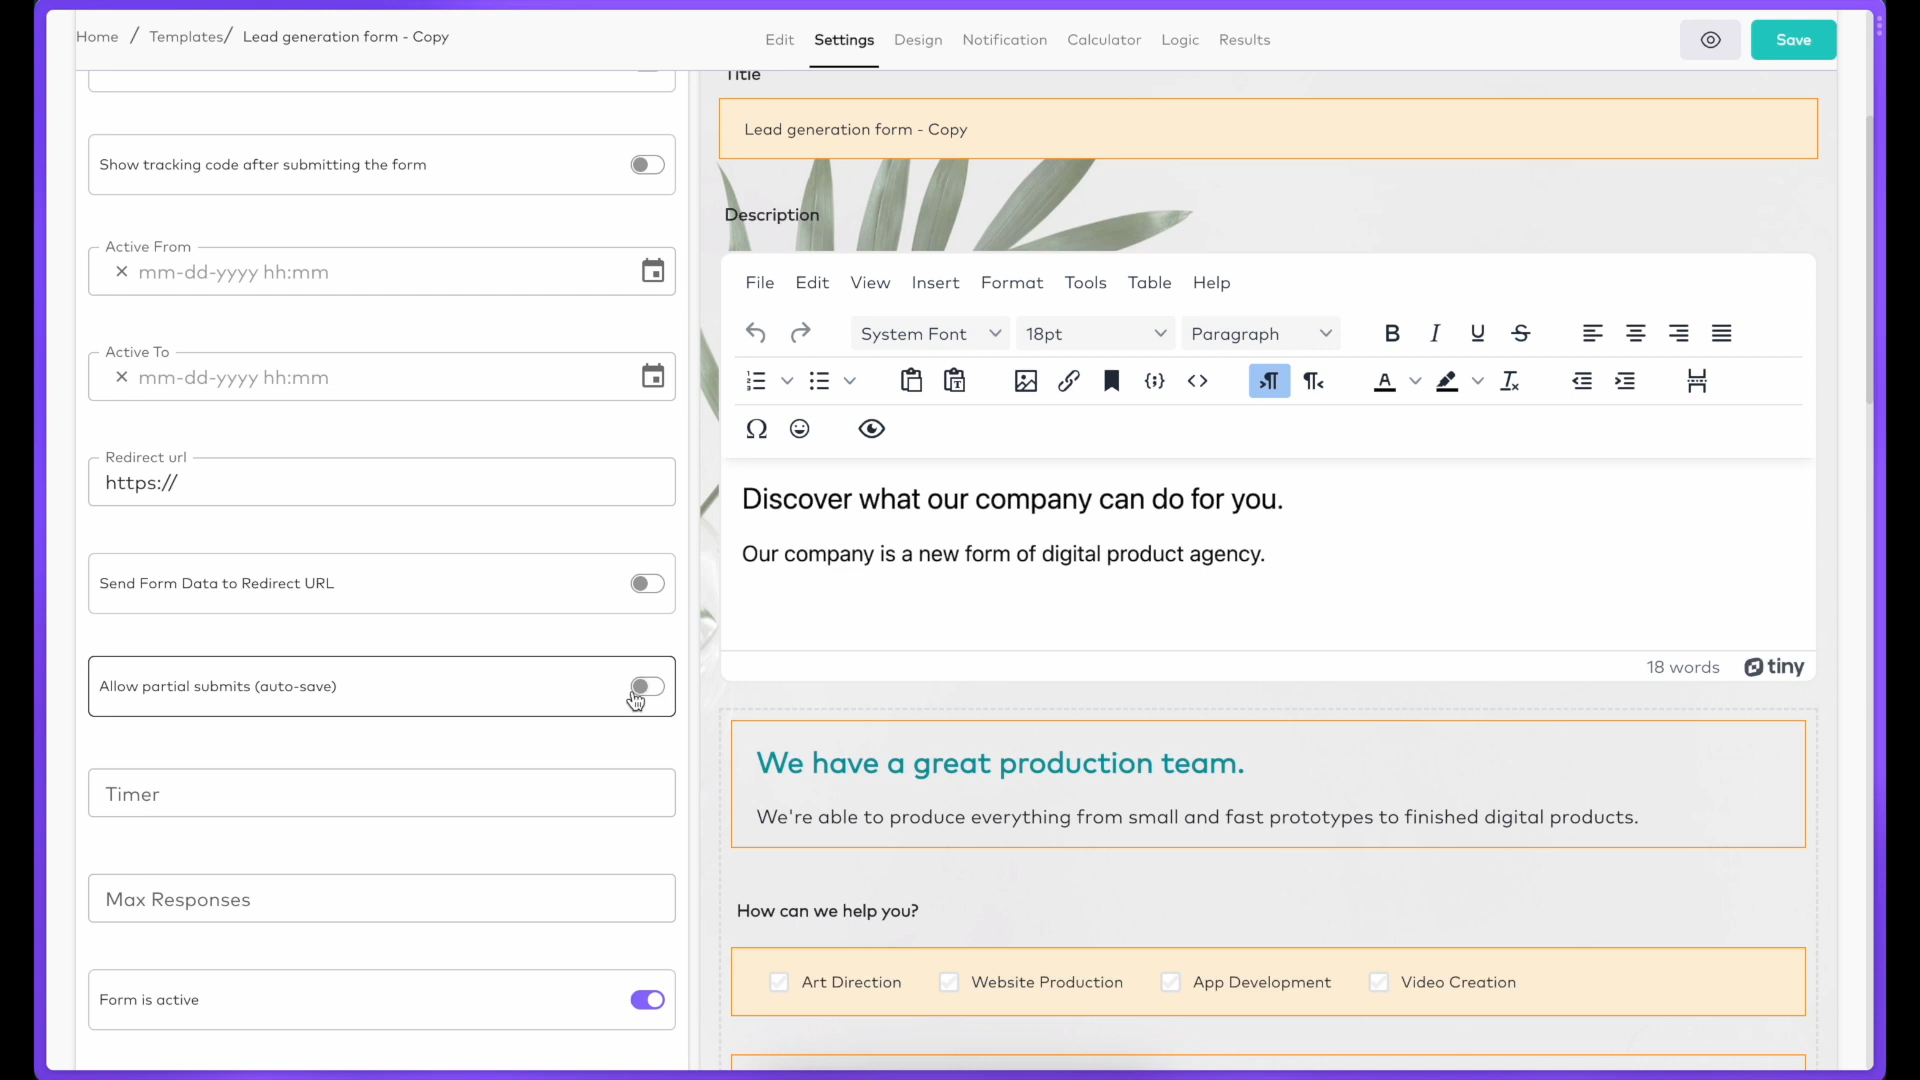 Home / Templates/ Lead generation form - Copy
Edit Settings Design Notification Calculator Logic Results
Save
Show tracking code after submitting the form
Active From
mm-dd-yyyy hh:mm
Active To
mm-dd-yyyy hh:mm
Redirect url
https://
Send Form Data to Redirect URL
Allow partial submits (auto-save)
Timer
Max Responses
Form is active
Title
Lead generation form - Copy
Description
File Edit View Insert Format Tools Table Help
System Font 18pt Paragraph
Discover what our company can do for you.
Our company is a new form of digital product agency.
18 words tiny
We have a great production team.
We're able to produce everything from small and fast prototypes to finished digital products.
How can we help you?
Art Direction Website Production App Development Video Creation